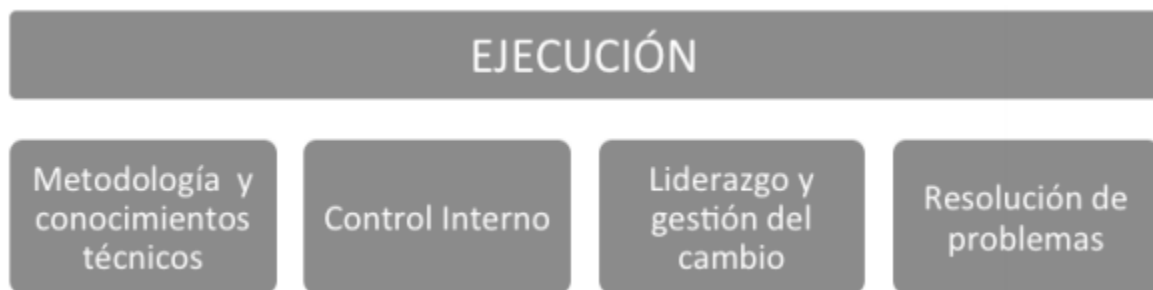 EJECUCIÓN
Metodología y
conocimientos
técnicos
Control Interno
Liderazgo y
gestión del
cambio
Resolución de
problemas